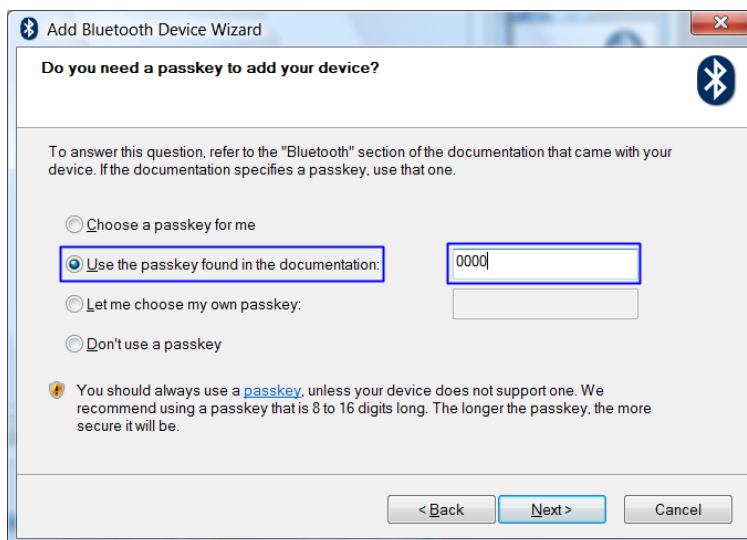 Add Bluetooth Device Wizard
Do you need a passkey to add your device?
To answer this question, refer to the "Bluetooth" section of the documentation that came with your
device. If the documentation specifies a passkey, use that one.
Choose a passkey for me
Use the passkey found in the documentation:
0000
Let me choose my own passkey:
Don't use a passkey
You should always use a passkey, unless your device does not support one. We
recommend using a passkey that is 8 to 16 digits long. The longer the passkey, the more
secure it will be.
< Back
Next >
Cancel